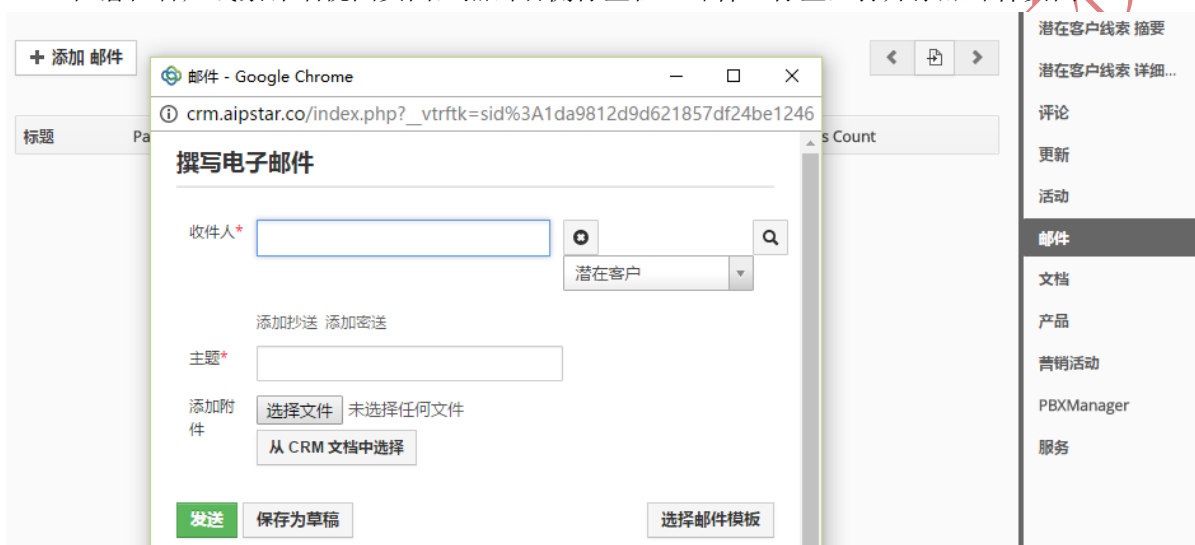 潜在客户线索 摘要
+ 添加 邮件
邮件 - Google Chrome
潜在客户线索 详细...
crm.aipstar.co/index.php?__vtrftk=sid%3A1da9812d9d621857df24be1246
评论
标题
Pa
s Count
撰写电子邮件
更新
活动
收件人*
邮件
潜在客户
文档
添加抄送 添加密送
产品
主题*
营销活动
添加附件
选择文件 未选择任何文件
PBXManager
从 CRM 文档中选择
服务
发送
保存为草稿
选择邮件模板